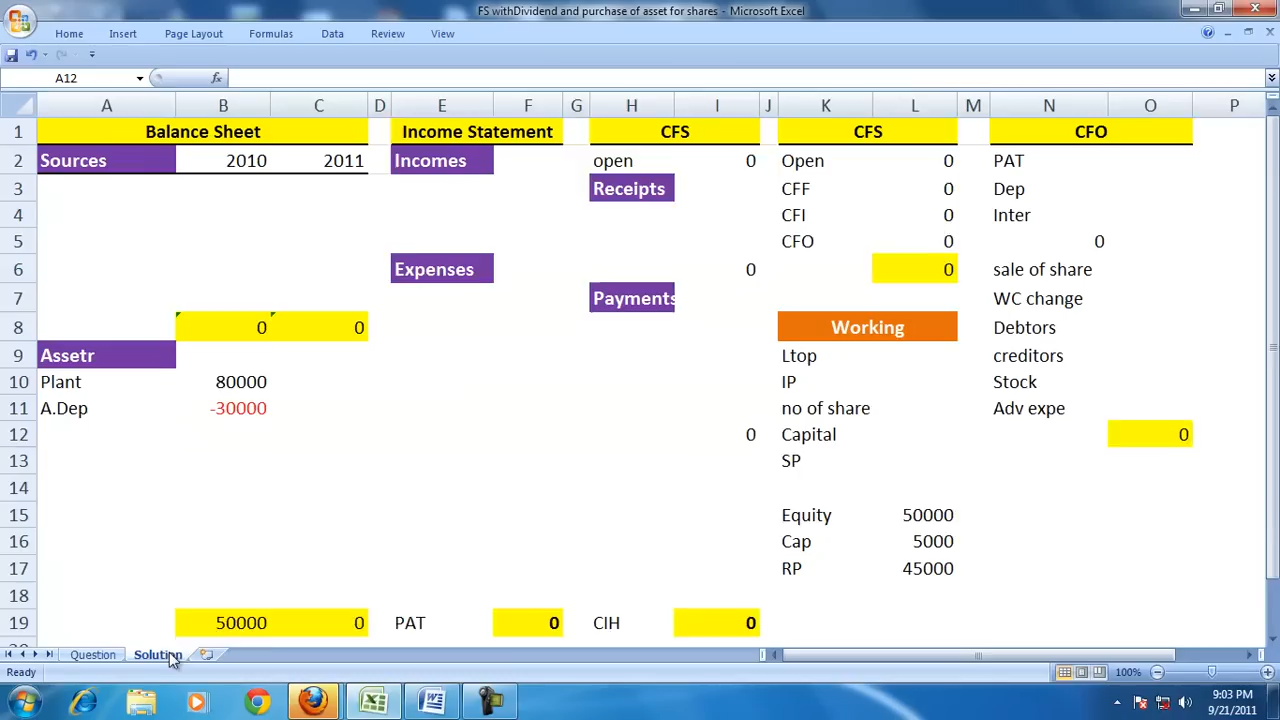 FS withDividend and purchase of asset for shares - Microsoft Excel
Home Insert Page Layout Formulas Data Review View
A12 fx
A B C D E F G H I J K L M N O P
1 Balance Sheet Income Statement CFS CFS CFO
2 Sources 2010 2011 Incomes open 0 Open 0 PAT
3 Receipts CFF 0 Dep
4 CFI 0 Inter
5 CFO 0 0
6 Expenses 0 0 sale of share
7 Payments WC change
8 0 0 Working Debtors
9 Assetr Ltop creditors
10 Plant 80000 IP Stock
11 A.Dep -30000 no of share Adv expe
12 0 Capital 0
13 SP
14
15 Equity 50000
16 Cap 5000
17 RP 45000
18
19 50000 0 PAT 0 CIH 0
Question Solution
Ready 100%
9:03 PM
9/21/2011